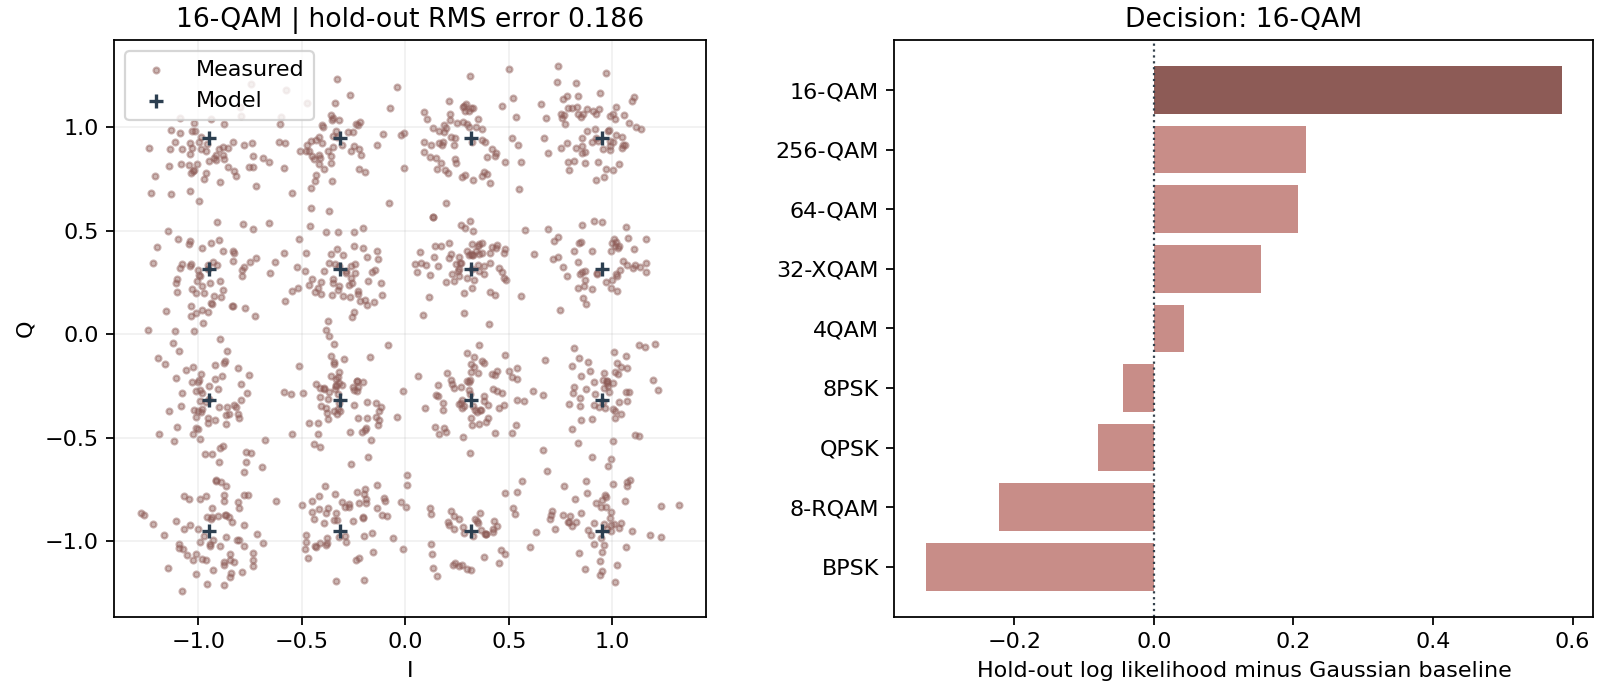 16-QAM | hold-out RMS error 0.186
Measured
Model
1.0
0.5
0.0
−0.5
−1.0
Q
−1.0
−0.5
0.0
0.5
1.0
I
Decision: 16-QAM
16-QAM
256-QAM
64-QAM
32-XQAM
4QAM
8PSK
QPSK
8-RQAM
BPSK
−0.2
0.0
0.2
0.4
0.6
Hold-out log likelihood minus Gaussian baseline